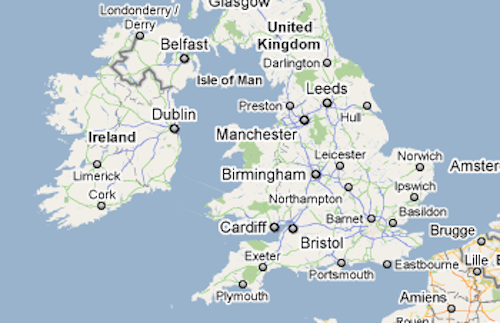 Glasgow
Londonderry /
Derry
United
Kingdom
Belfast
Darlington
Isle of Man
Leeds
Preston
Hull
Dublin
Manchester
Ireland
Leicester
Norwich
Amster
Limerick
Birmingham
Ipswich
Cork
Northampton
Barnet
Basildon
Cardiff
Brugge
Bristol
Exeter
Lille
B
Portsmouth
Eastbourne
Plymouth
Amiens
Rouen